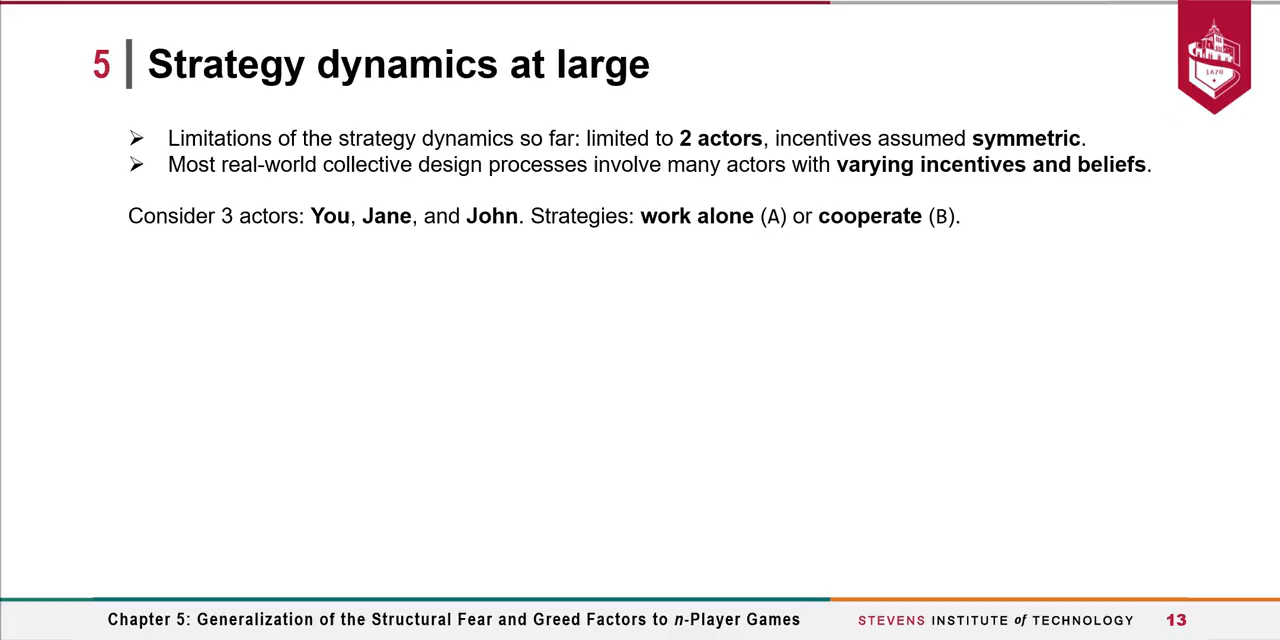 5 | Strategy dynamics at large
1870
➢ Limitations of the strategy dynamics so far: limited to 2 actors, incentives assumed symmetric.
➢ Most real-world collective design processes involve many actors with varying incentives and beliefs.
Consider 3 actors: You, Jane, and John. Strategies: work alone (A) or cooperate (B).
Chapter 5: Generalization of the Structural Fear and Greed Factors to n-Player Games
STEVENS INSTITUTE of TECHNOLOGY 13